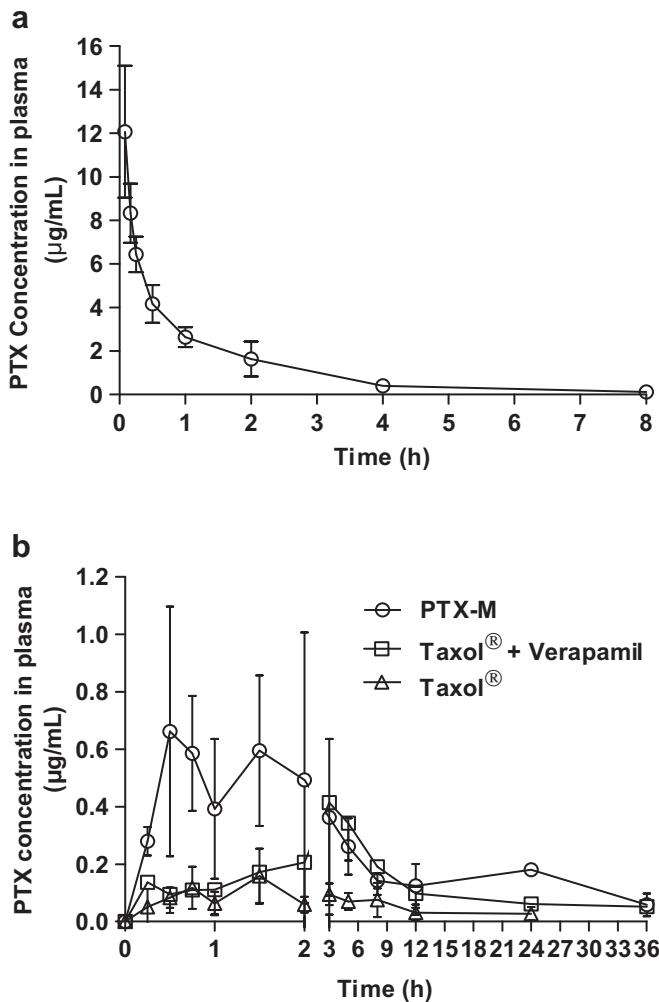 a
PTX Concentration in plasma
(µg/mL)
16
14
12
10
8
6
4
2
0
0 1 2 3 4 5 6 7 8
Time (h)
b
PTX concentration in plasma
(µg/mL)
1.2
1.0
0.8
0.6
0.4
0.2
0.0
PTX-M
Taxol® + Verapamil
Taxol®
0 1 2 3 6 9 12 15 18 21 24 27 30 33 36
Time (h)